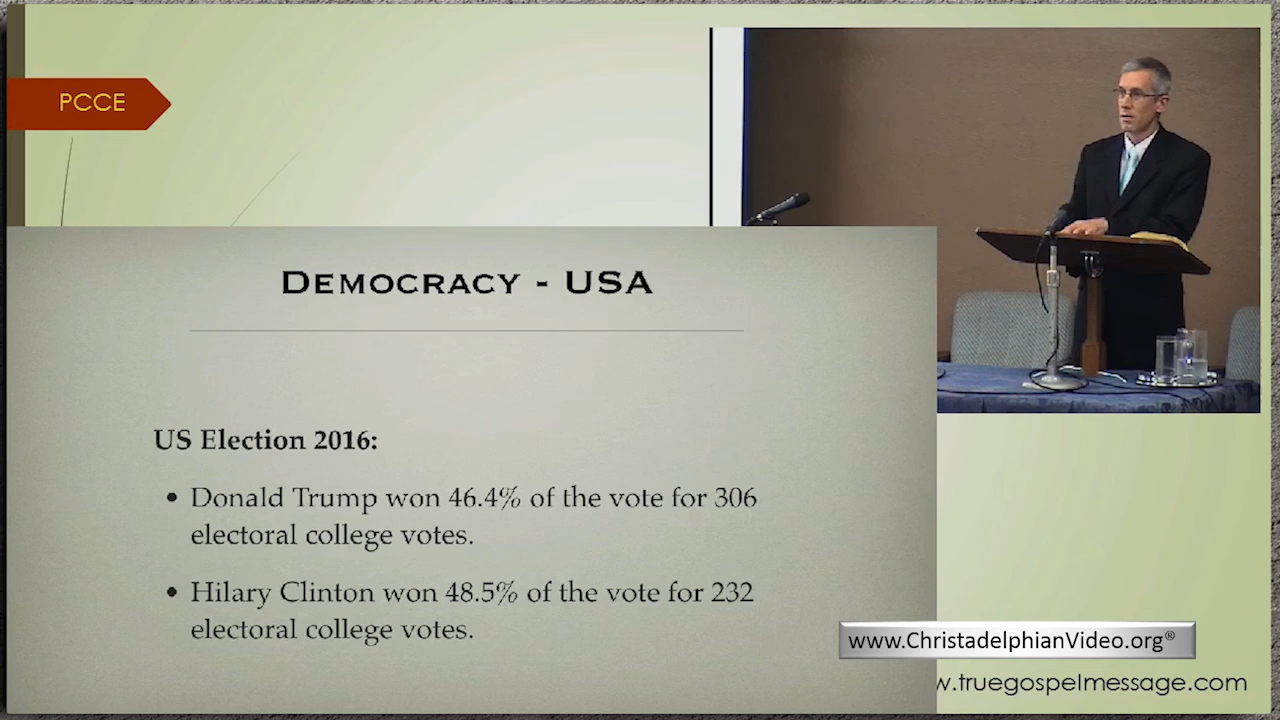 PCCE
DEMOCRACY - USA
US Election 2016:
• Donald Trump won 46.4% of the vote for 306
electoral college votes.
• Hilary Clinton won 48.5% of the vote for 232
electoral college votes.
www.ChristadelphianVideo.org®
w.truegospelmessage.com